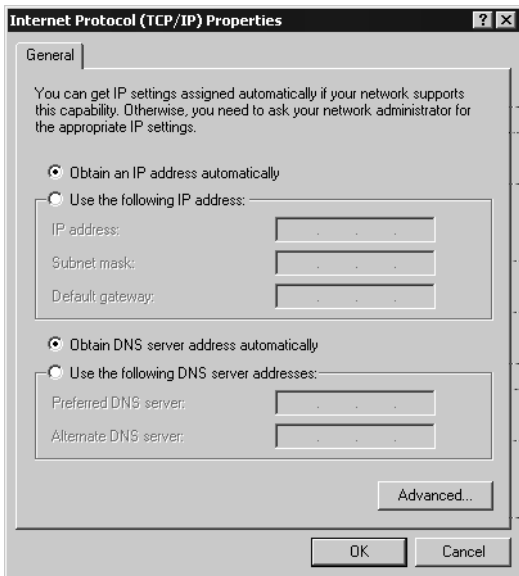 Internet Protocol (TCP/IP) Properties
General
You can get IP settings assigned automatically if your network supports
this capability. Otherwise, you need to ask your network administrator for
the appropriate IP settings.
Obtain an IP address automatically
Use the following IP address:
IP address:
Subnet mask:
Default gateway:
Obtain DNS server address automatically
Use the following DNS server addresses:
Preferred DNS server:
Alternate DNS server:
Advanced...
OK
Cancel